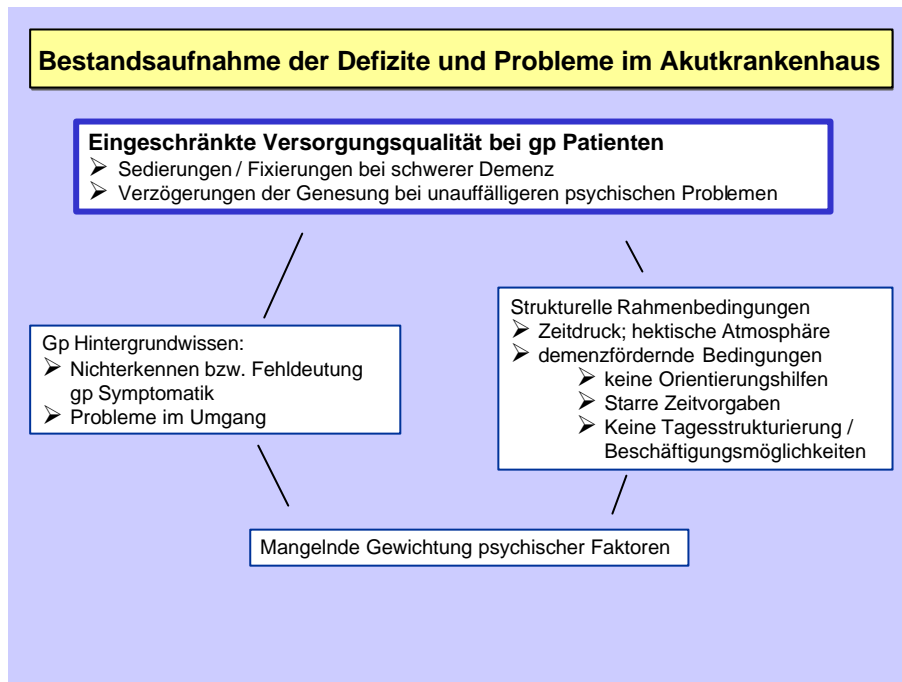 Bestandsaufnahme der Defizite und Probleme im Akutkrankenhaus
Eingeschränkte Versorgungsqualität bei gp Patienten
➢ Sedierungen / Fixierungen bei schwerer Demenz
➢ Verzögerungen der Genesung bei unauffälligeren psychischen Problemen
Gp Hintergrundwissen:
➢ Nichterkennen bzw. Fehldeutung
gp Symptomatik
➢ Probleme im Umgang
Strukturelle Rahmenbedingungen
➢ Zeitdruck; hektische Atmosphäre
➢ demenzfördernde Bedingungen
➢ keine Orientierungshilfen
➢ Starre Zeitvorgaben
➢ Keine Tagesstrukturierung /
Beschäftigungsmöglichkeiten
Mangelnde Gewichtung psychischer Faktoren